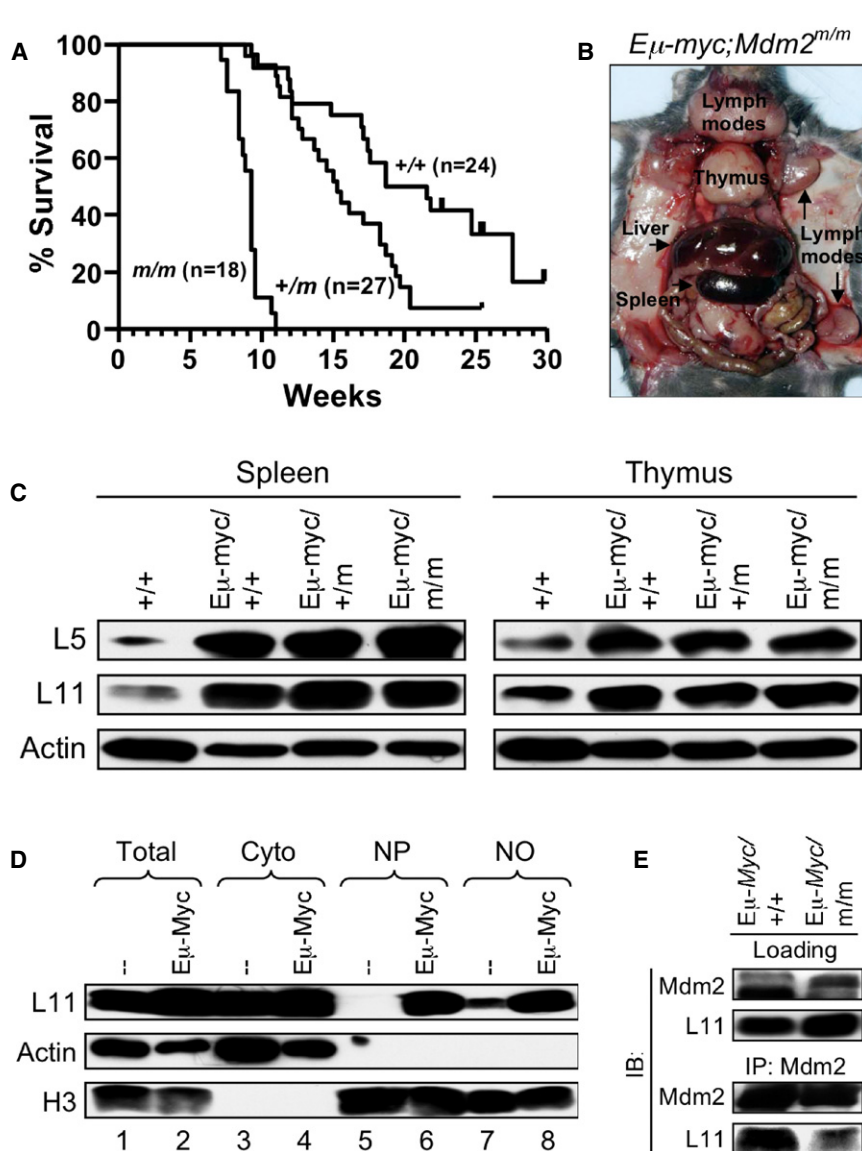 A
% Survival
100
80
60
40
20
0
0 5 10 15 20 25 30
Weeks
+/+ (n=24)
m/m (n=18)
+/m (n=27)
B
Eμ-myc;Mdm2m/m
Lymph
modes
Thymus
Liver
Lymph
modes
Spleen
C
Spleen
Thymus
+/+
Eμ-myc/
+/+
Eμ-myc/
+/m
Eμ-myc/
m/m
+/+
Eμ-myc/
+/+
Eμ-myc/
+/m
Eμ-myc/
m/m
L5
L11
Actin
D
Total Cyto NP NO
-- Eμ-Myc -- Eμ-Myc -- Eμ-Myc -- Eμ-Myc
L11
Actin
H3
1 2 3 4 5 6 7 8
E
Eμ-Myc/
+/+
Eμ-Myc/
m/m
Loading
IB:
Mdm2
L11
IP: Mdm2
Mdm2
L11